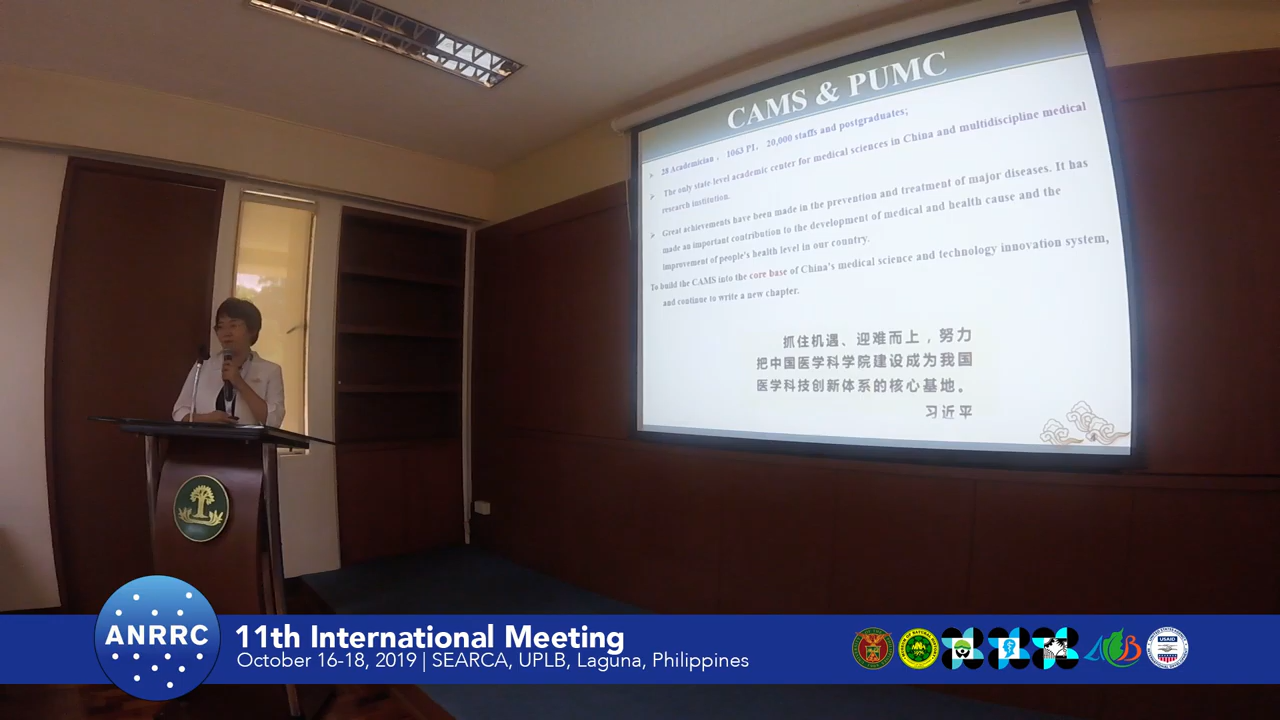 CAMS & PUMC
28 Academician , 1063 PI, 20,000 staffs and postgraduates;
The only state level academic center for medical sciences in China and multidiscipline medical
research institution.
Great achievements have been made in the prevention and treatment of major diseases. It has
made an important contribution to the development of medical and health cause and the
improvement of people's health level in our country.
To build the CAMS into the core base of China's medical science and technology innovation system,
and continue to write a new chapter.
抓住机遇、迎难而上，努力
把中国医学科学院建设成为我国
医学科技创新体系的核心基地。
习近平
ANRRC
11th International Meeting
October 16-18, 2019 | SEARCA, UPLB, Laguna, Philippines
USAID